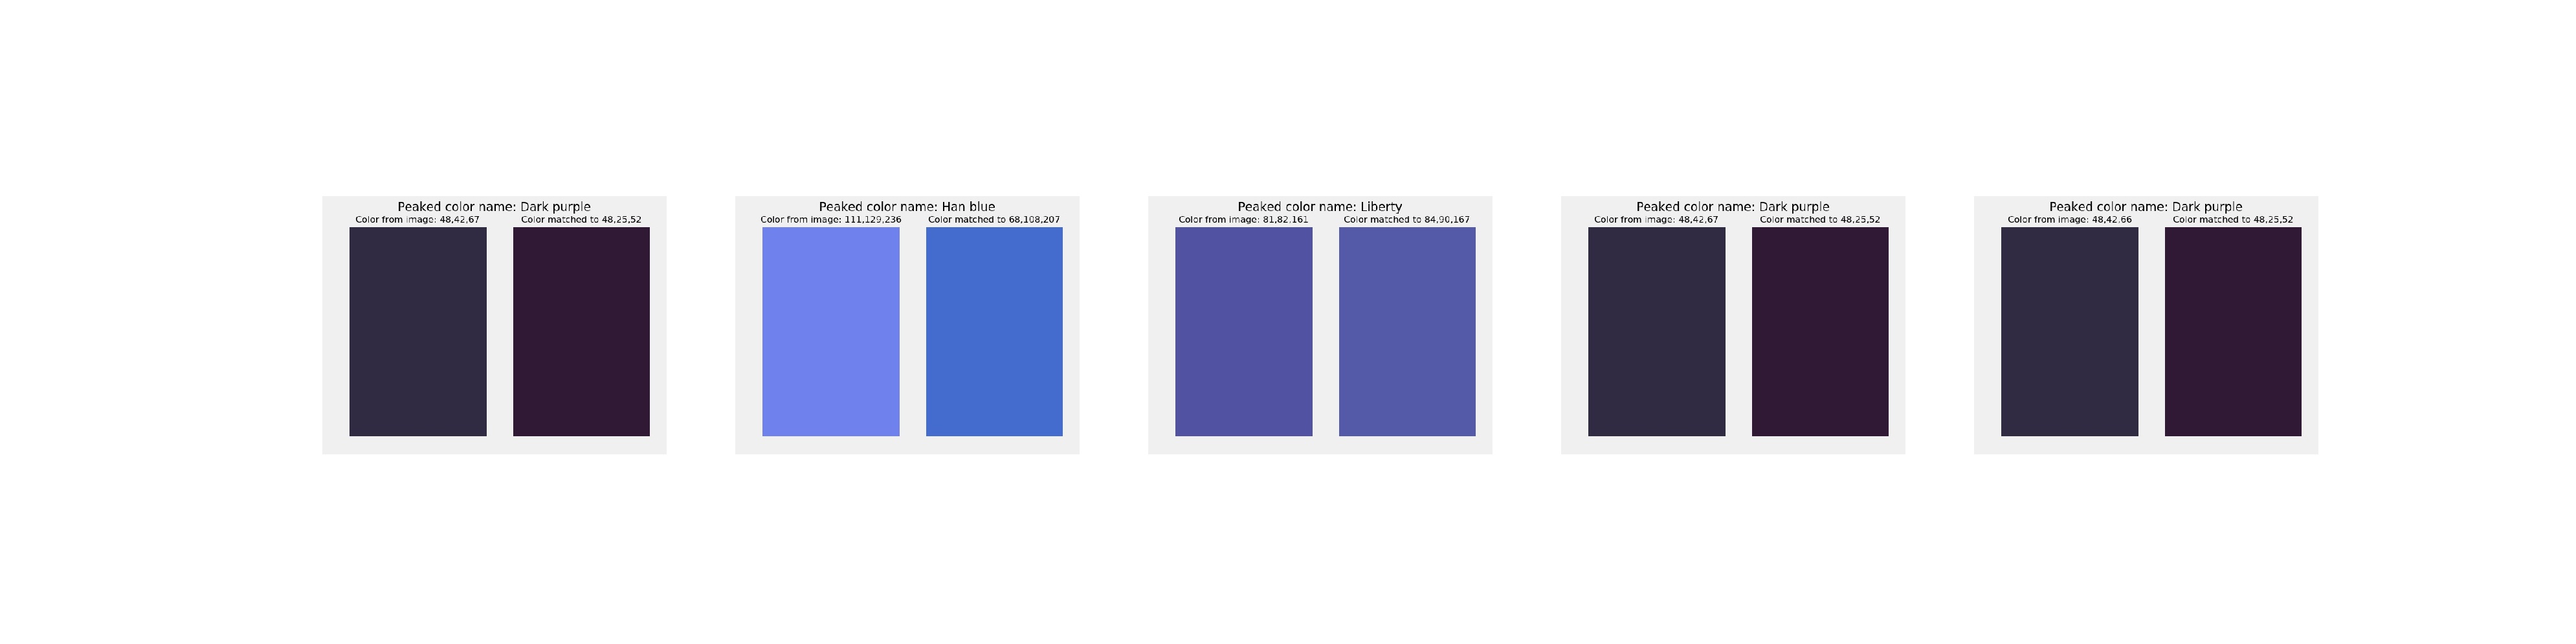 Peaked color name: Dark purple
Color from image: 48,42,67 Color matched to 48,25,52
Peaked color name: Han blue
Color from image: 111,129,236 Color matched to 68,108,207
Peaked color name: Liberty
Color from image: 81,82,161 Color matched to 84,90,167
Peaked color name: Dark purple
Color from image: 48,42,67 Color matched to 48,25,52
Peaked color name: Dark purple
Color from image: 48,42,66 Color matched to 48,25,52